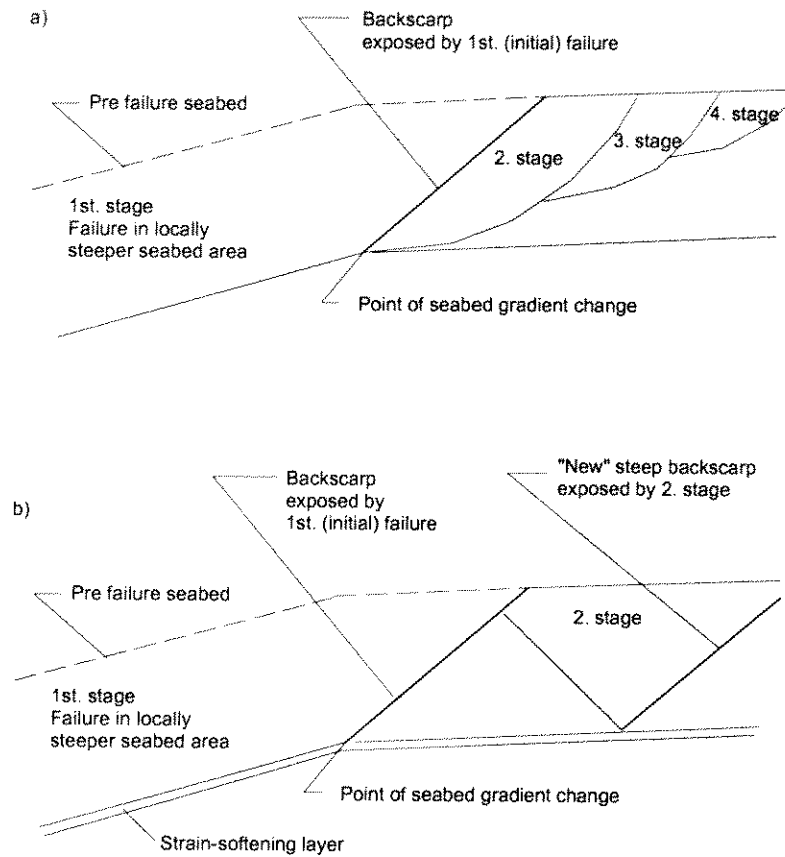 a)
Backscarp
exposed by 1st. (initial) failure
Pre failure seabed
4. stage
3. stage
2. stage
1st. stage
Failure in locally
steeper seabed area
Point of seabed gradient change
b)
Backscarp
exposed by
1st. (initial) failure
"New" steep backscarp
exposed by 2. stage
Pre failure seabed
2. stage
1st. stage
Failure in locally
steeper seabed area
Point of seabed gradient change
Strain-softening layer